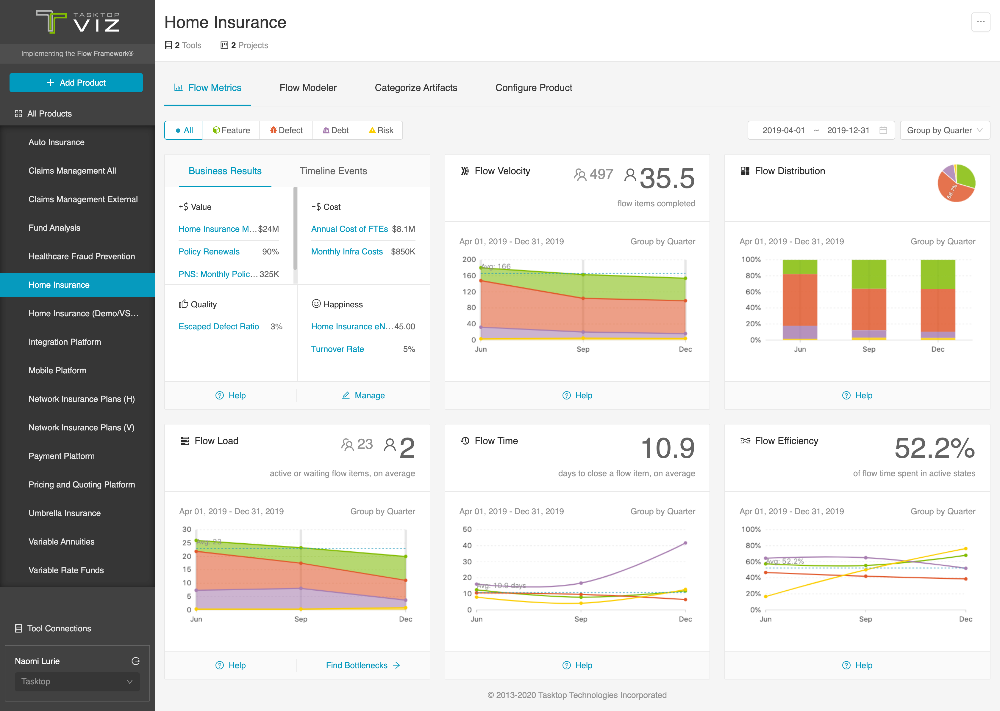 TASKTOP
VIZ
Implementing the Flow Framework®
+ Add Product
All Products
Auto Insurance
Claims Management All
Claims Management External
Fund Analysis
Healthcare Fraud Prevention
Home Insurance
Home Insurance (Demo/VS...
Integration Platform
Mobile Platform
Network Insurance Plans (H)
Network Insurance Plans (V)
Payment Platform
Pricing and Quoting Platform
Umbrella Insurance
Variable Annuities
Variable Rate Funds
Tool Connections
Naomi Lurie
Tasktop
Home Insurance
...
2 Tools 2 Projects
Flow Metrics Flow Modeler Categorize Artifacts Configure Product
All Feature Defect Debt Risk
2019-04-01 ~ 2019-12-31 Group by Quarter
Business Results Timeline Events
+$ Value
Home Insurance M... $24M
Policy Renewals 90%
PNS: Monthly Polic... 325K
-$ Cost
Annual Cost of FTEs $8.1M
Monthly Infra Costs $850K
Quality
Escaped Defect Ratio 3%
Happiness
Home Insurance eN... 45.00
Turnover Rate 5%
Help Manage
Flow Velocity 497 35.5
flow items completed
Apr 01, 2019 - Dec 31, 2019 Group by Quarter
200
Avg: 166
160
120
80
40
0
Jun Sep Dec
Help
Flow Distribution
56.7%
Apr 01, 2019 - Dec 31, 2019 Group by Quarter
100%
80%
60%
40%
20%
0%
Jun Sep Dec
Help
Flow Load 23 2
active or waiting flow items, on average
Apr 01, 2019 - Dec 31, 2019 Group by Quarter
30
25
Avg: 23
20
15
10
5
0
Jun Sep Dec
Help Find Bottlenecks →
Flow Time 10.9
days to close a flow item, on average
Apr 01, 2019 - Dec 31, 2019 Group by Quarter
50
40
30
20
Avg: 10.9 days
10
0
Jun Sep Dec
Help
Flow Efficiency 52.2%
of flow time spent in active states
Apr 01, 2019 - Dec 31, 2019 Group by Quarter
100%
80%
60%
Avg: 52.2%
40%
20%
0%
Jun Sep Dec
Help
© 2013-2020 Tasktop Technologies Incorporated